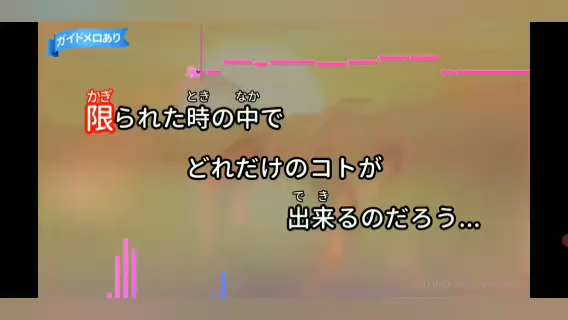 ガイドメロあり
かぎ とき なか
限られた時の中で
どれだけのコトが
で き
出来るのだろう…